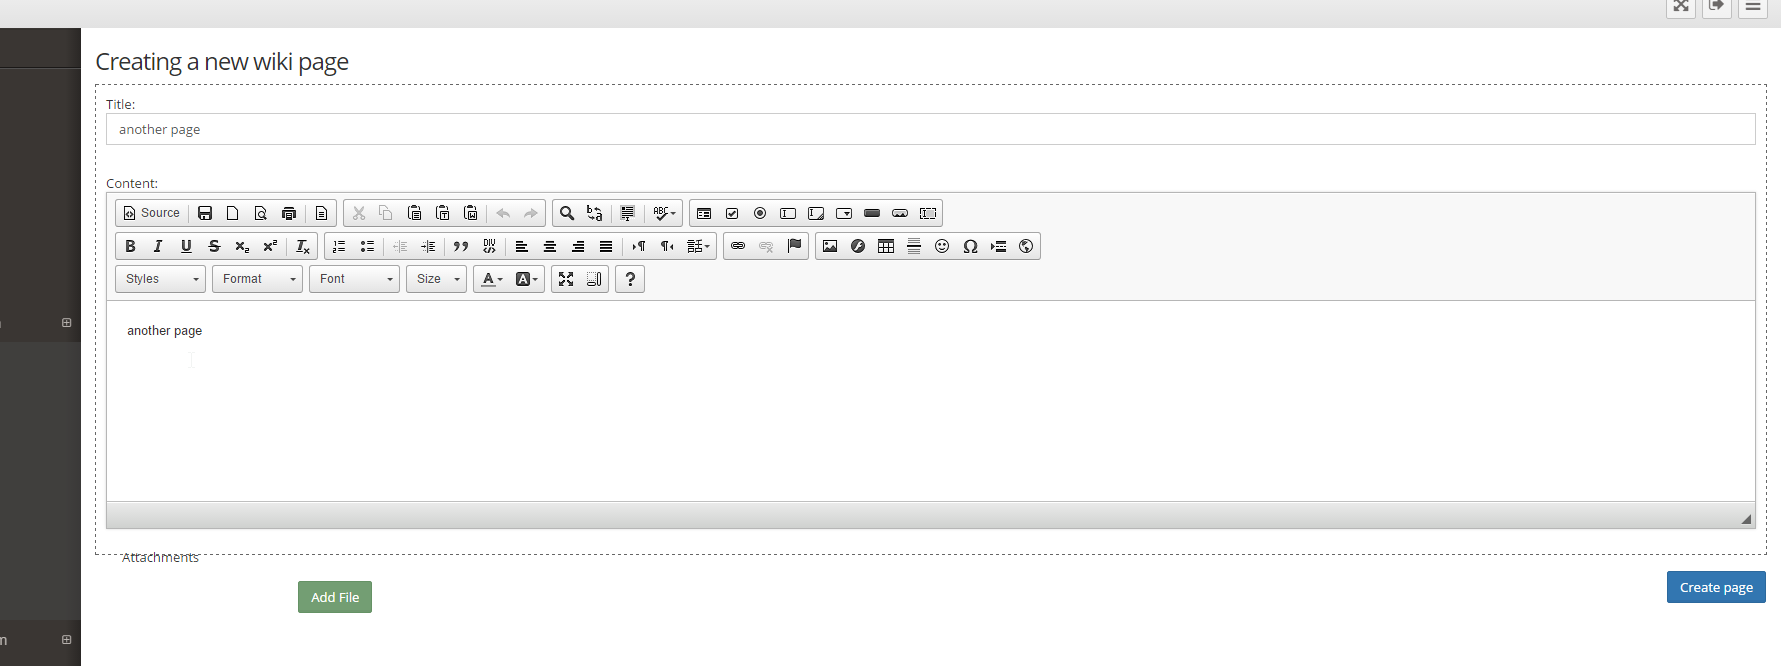 Creating a new wiki page
Title:
another page
Content:
Source
Styles Format Font Size
another page
Attachments
Add File
Create page